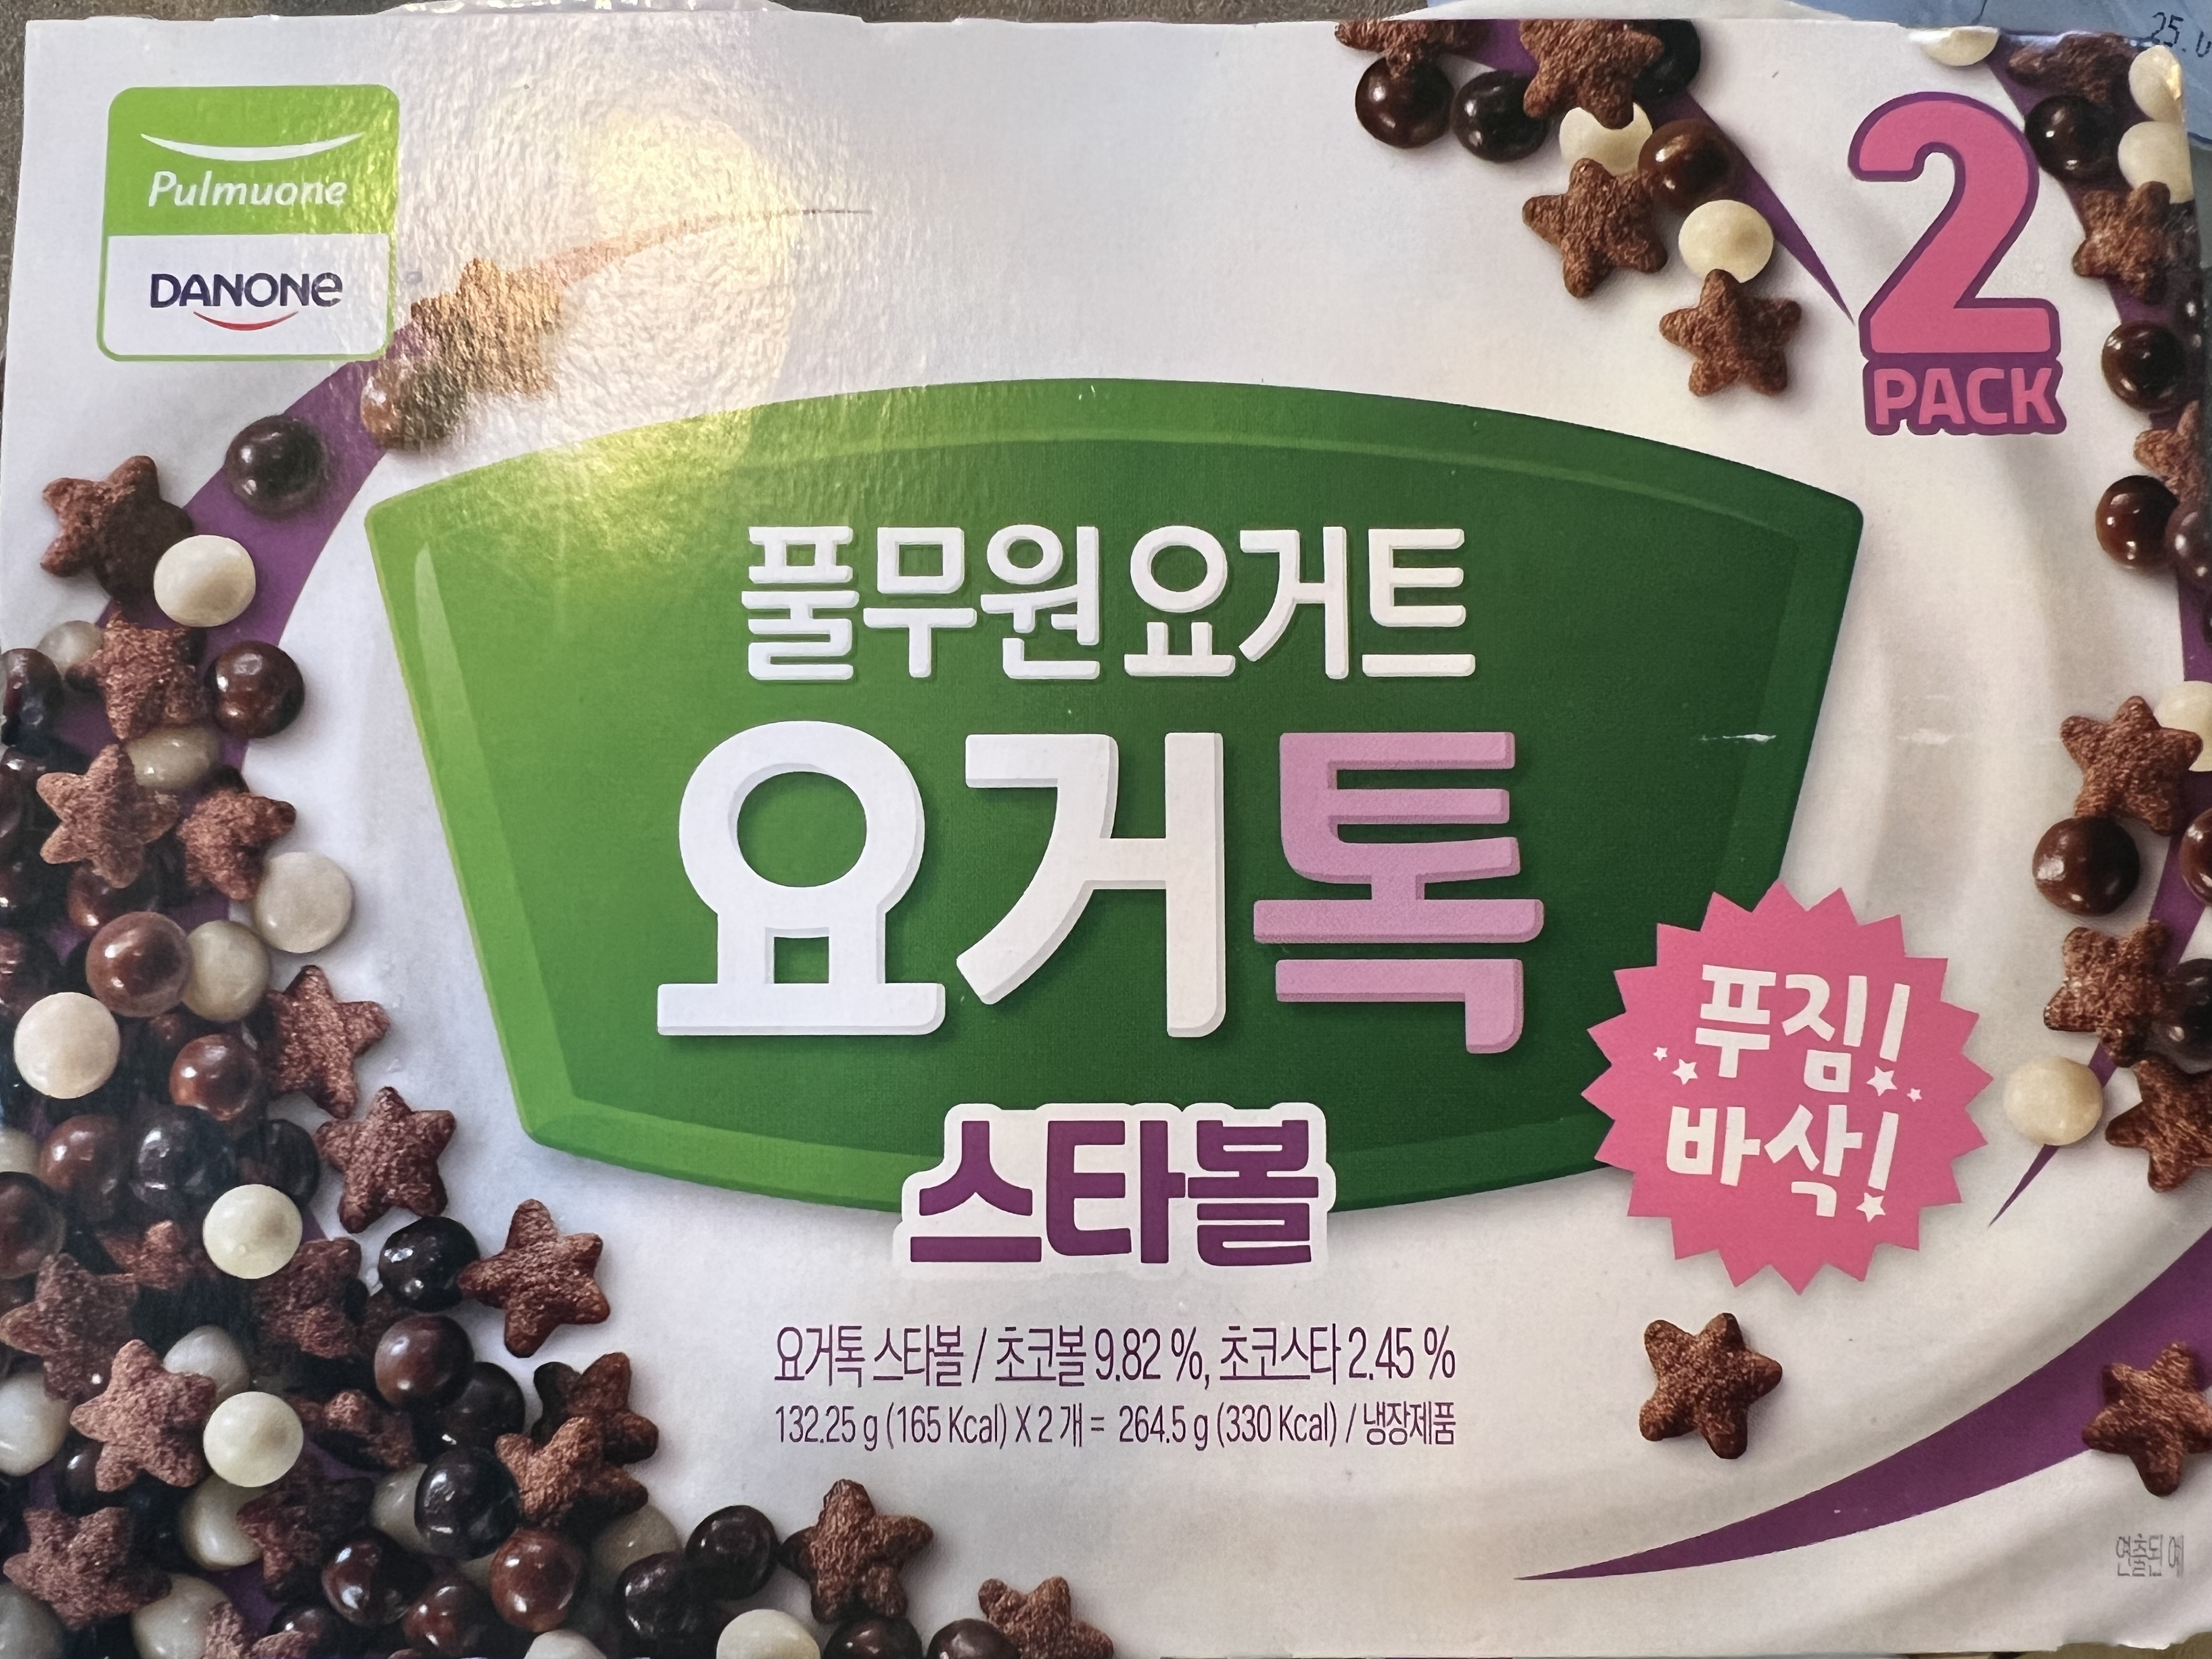 Pulmuone
DANONE
2
PACK
풀무원 요거트
요거톡
스타볼
푸짐!
바삭!
요거톡 스타볼 / 초코볼 9.82 %, 초코스타 2.45 %
132.25 g (165 Kcal) X 2 개 = 264.5 g (330 Kcal) / 냉장제품
연출된 예